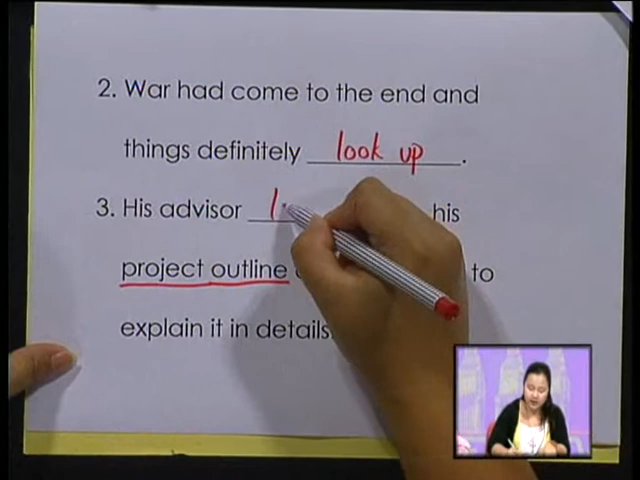 2. War had come to the end and
things definitely look up.
3. His advisor l his
project outline to
explain it in details.